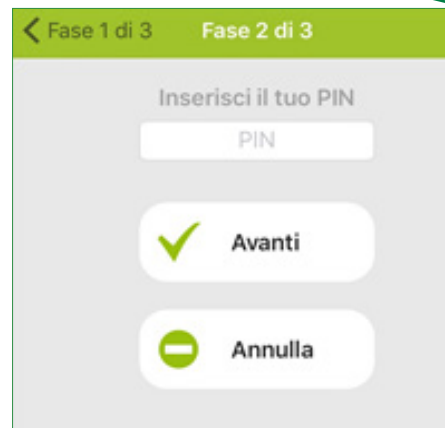 Fase 1 di 3 Fase 2 di 3
Inserisci il tuo PIN
PIN
Avanti
Annulla